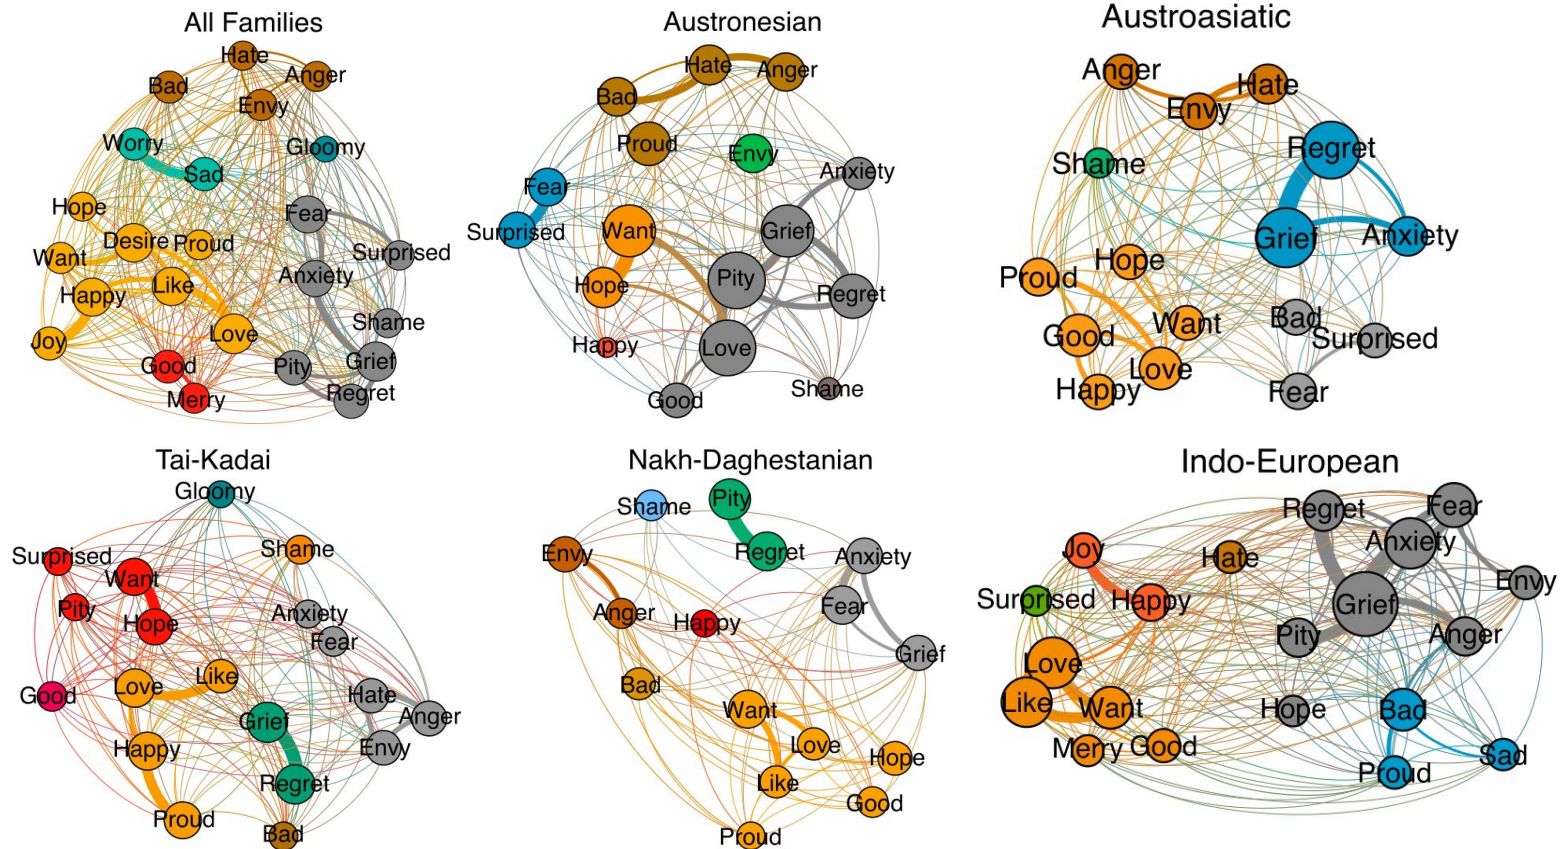 All Families
Hate
Anger
Bad
Envy
Worry
Gloomy
Sad
Hope
Fear
Desire
Proud
Surprised
Want
Anxiety
Like
Happy
Shame
Love
Joy
Good
Pity
Grief
Merry
Regret
Austronesian
Hate
Anger
Bad
Proud
Envy
Anxiety
Fear
Surprised
Want
Grief
Pity
Hope
Regret
Happy
Love
Shame
Good
Austroasiatic
Anger
Hate
Envy
Regret
Shame
Grief
Anxiety
Hope
Proud
Want
Bad
Good
Surprised
Love
Happy
Fear
Tai-Kadai
Gloomy
Shame
Surprised
Want
Pity
Anxiety
Hope
Fear
Like
Love
Good
Hate
Anger
Grief
Happy
Envy
Regret
Proud
Bad
Nakh-Daghestanian
Pity
Shame
Envy
Regret
Anxiety
Fear
Anger
Happy
Grief
Bad
Want
Love
Hope
Like
Good
Proud
Indo-European
Regret
Fear
Joy
Anxiety
Hate
Envy
Surprised
Happy
Grief
Pity
Anger
Love
Like
Want
Hope
Bad
Merry
Good
Sad
Proud